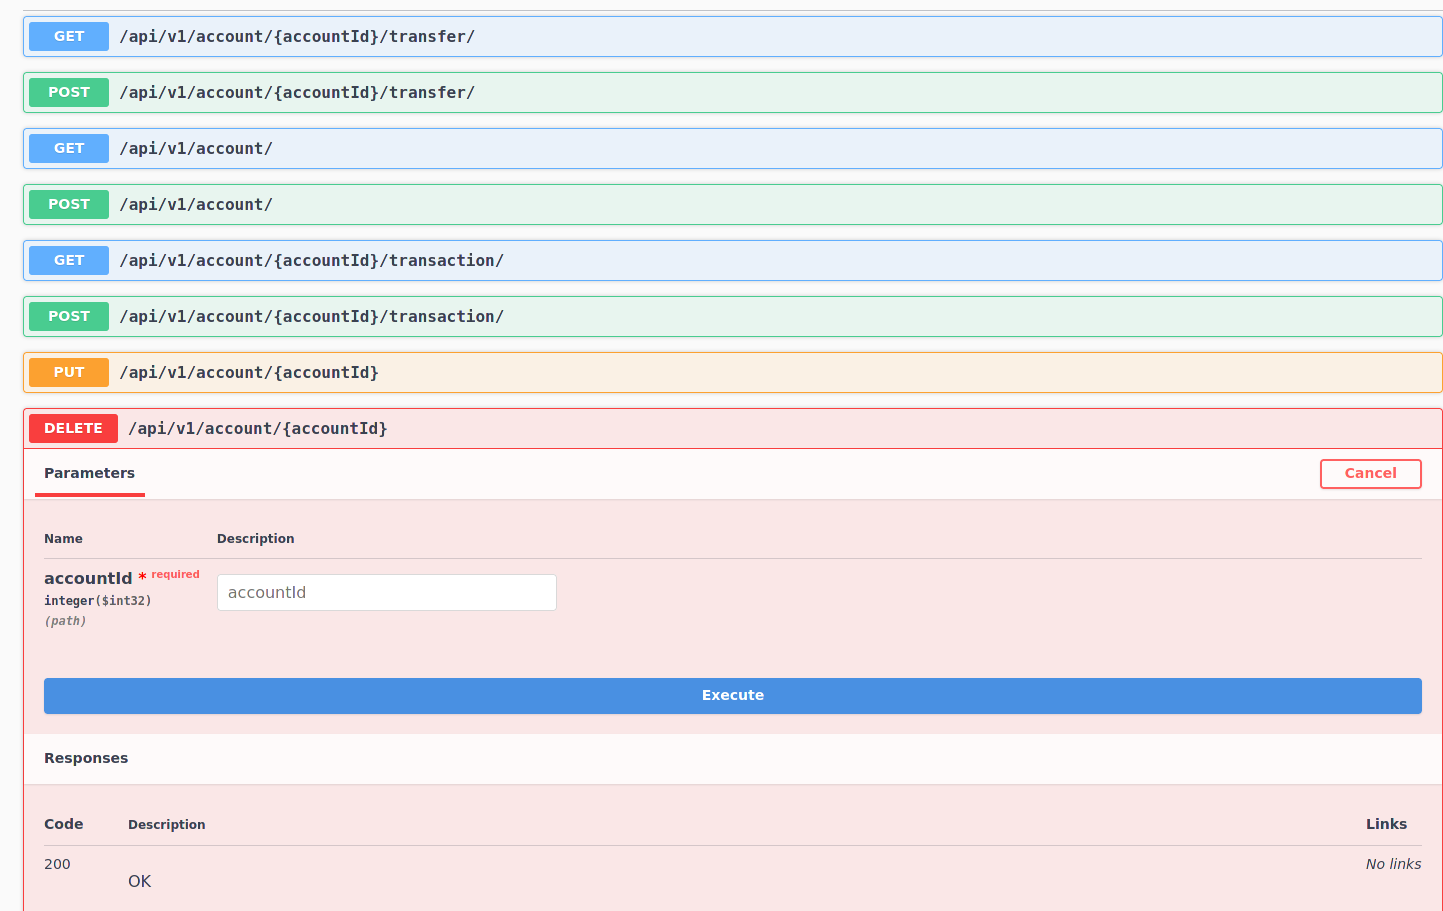 GET /api/v1/account/{accountId}/transfer/
POST /api/v1/account/{accountId}/transfer/
GET /api/v1/account/
POST /api/v1/account/
GET /api/v1/account/{accountId}/transaction/
POST /api/v1/account/{accountId}/transaction/
PUT /api/v1/account/{accountId}
DELETE /api/v1/account/{accountId}
Parameters Cancel
Name Description
accountId * required
integer($int32)
(path)
accountId
Execute
Responses
Code Description Links
200 No links
OK